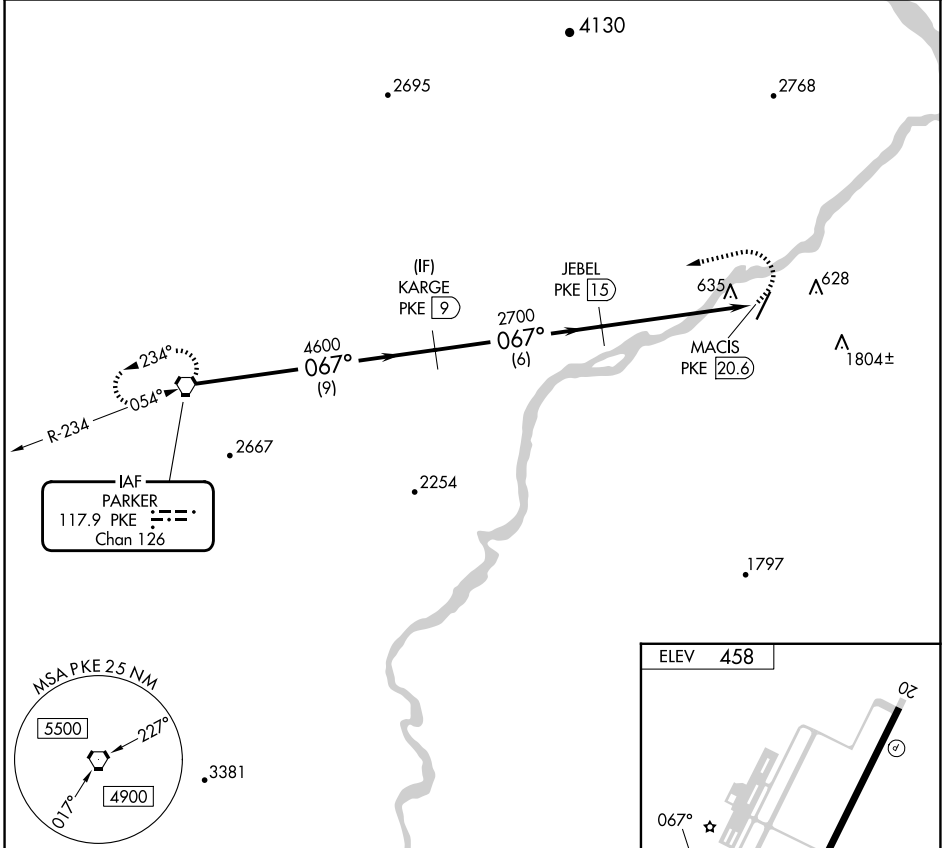 4130
2695
2768
(IF)
KARGE
PKE 9
JEBEL
PKE 15
635
628
4600
067°
(9)
2700
067°
(6)
MACIS
PKE 20.6
1804±
234°
054°
R-234
2667
2254
IAF
PARKER
117.9 PKE
Chan 126
1797
MSA PKE 25 NM
5500
227°
017°
4900
3381
ELEV 458
20
P
067°